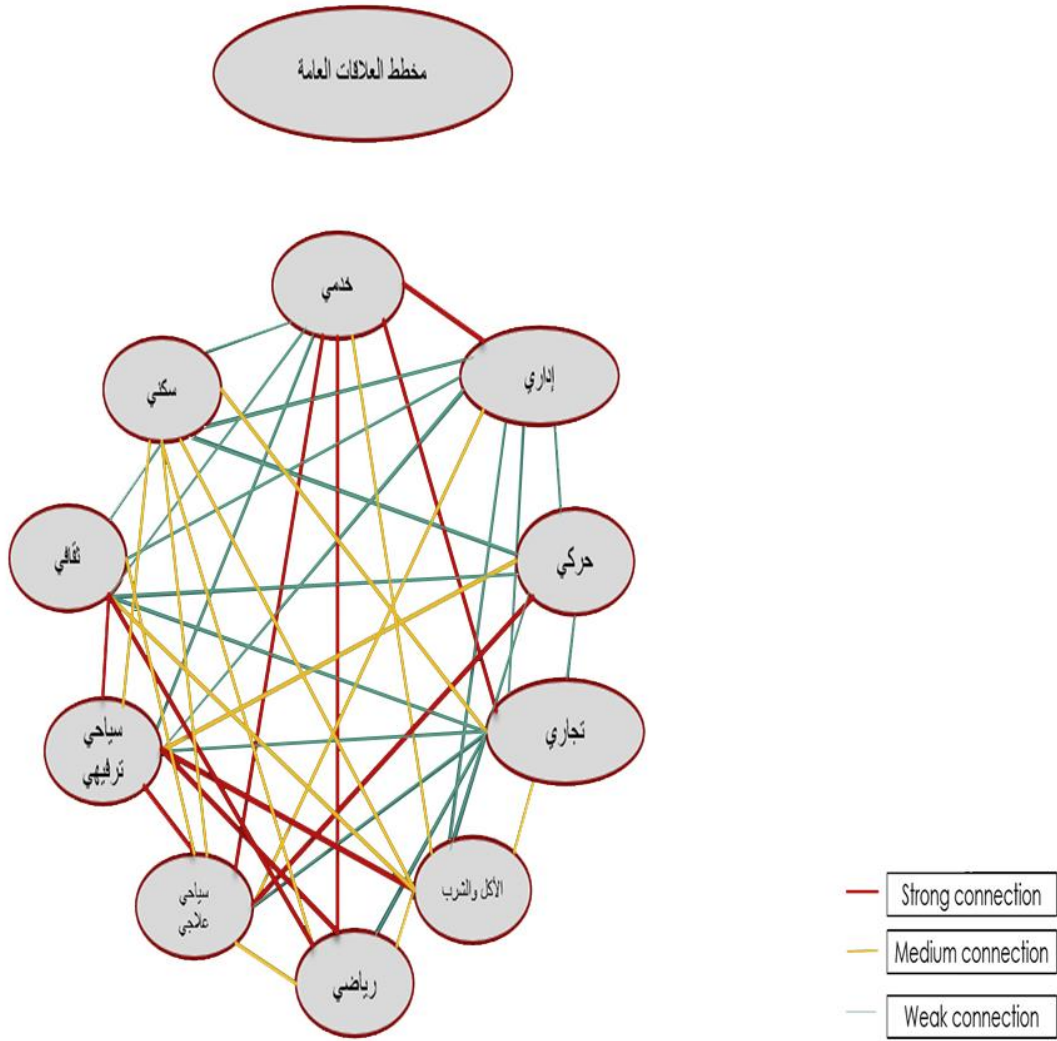 مخطط العلاقات العامة
خدمي
إداري
سكني
حركي
ثقافي
تجاري
سياحي
ترفيهي
الأكل والشرب
سياحي
علاجي
رياضي
Strong connection
Medium connection
Weak connection